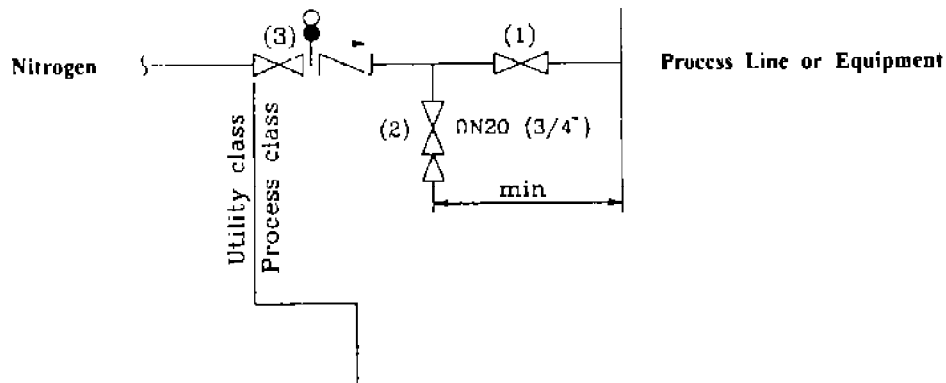 (3)
(1)
Nitrogen
Process Line or Equipment
(2)
DN20 (3/4")
min
Utility class
Process class